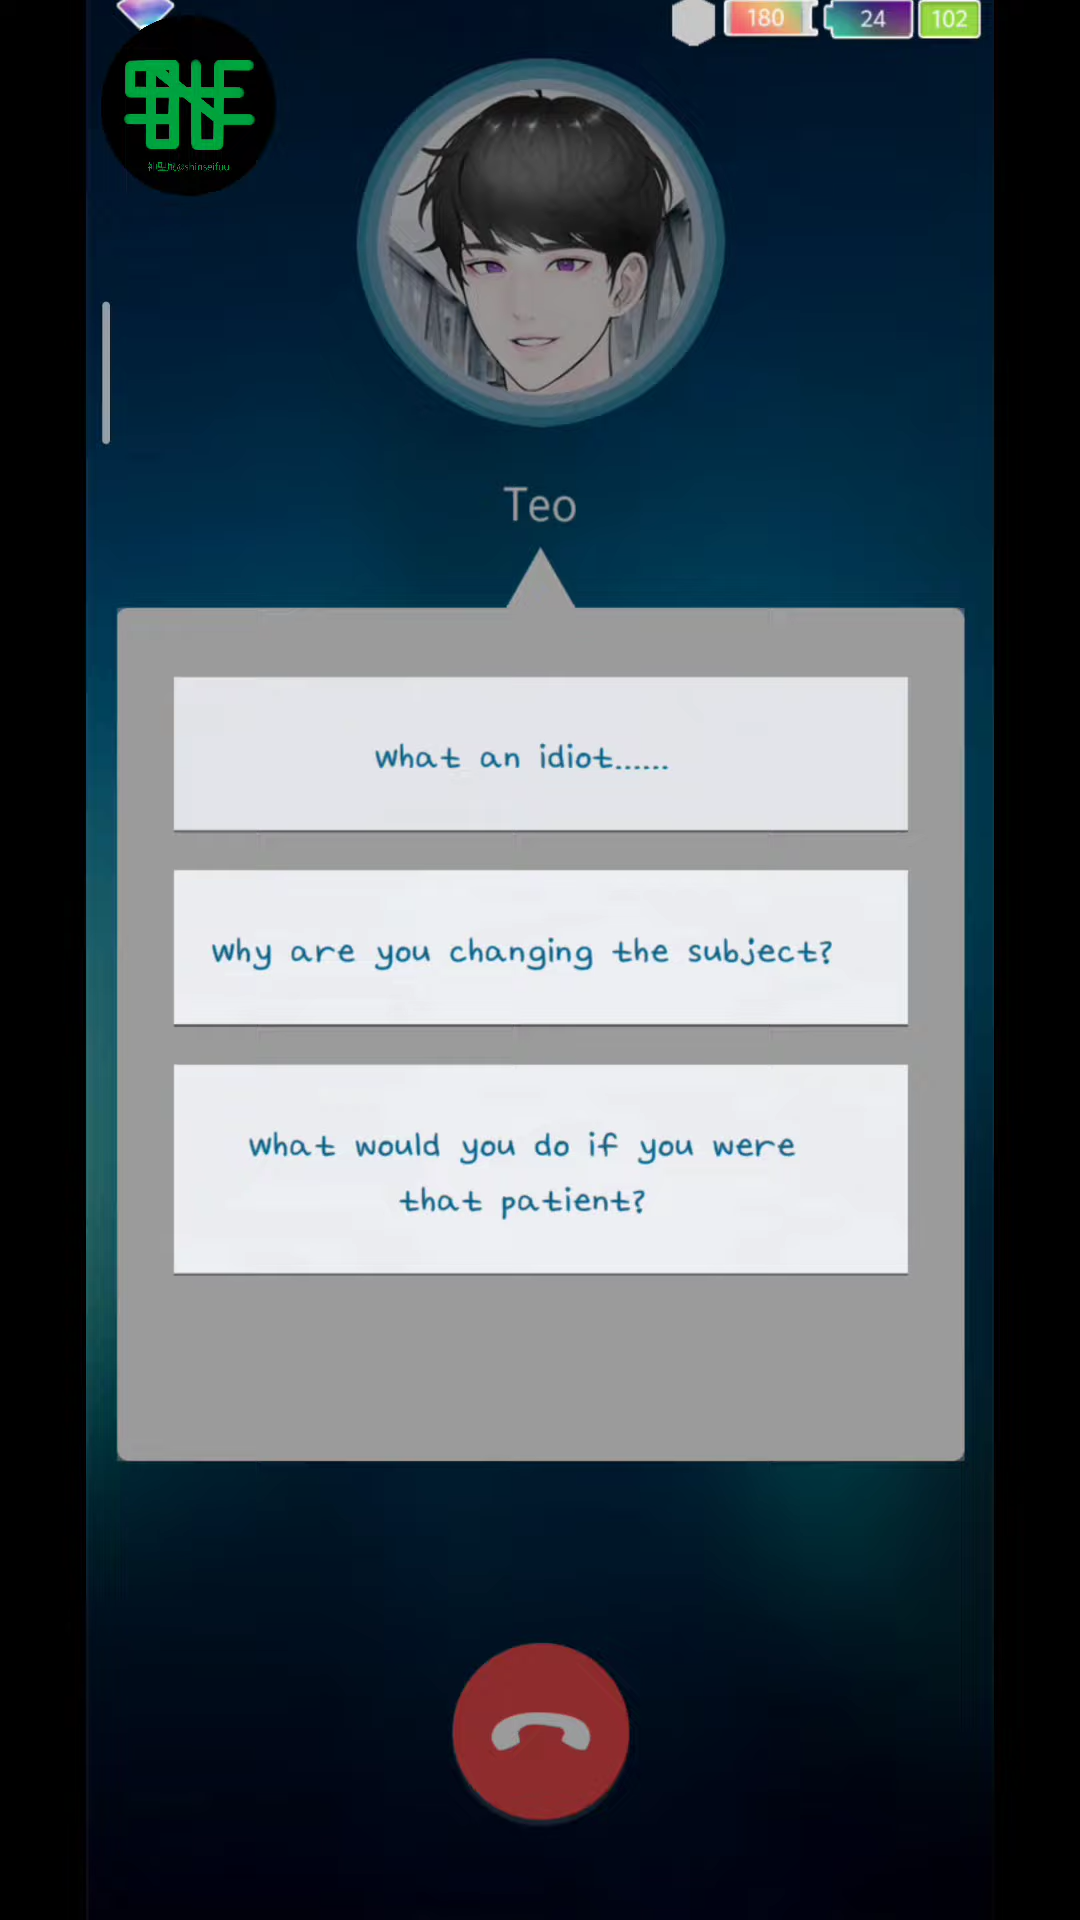 180
24
102
Teo
What an idiot......
Why are you changing the subject?
What would you do if you were
that patient?